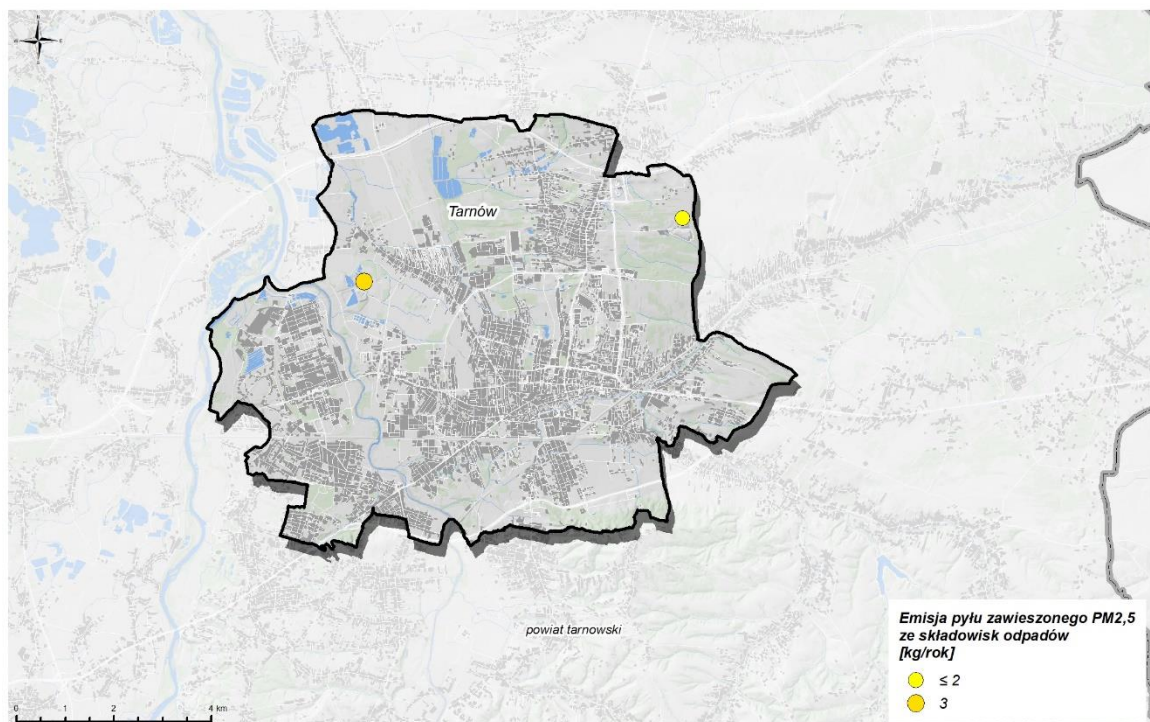 N
W
E
S
Tarnów
powiat tarnowski
Emisja pyłu zawieszonego PM2,5
ze składowisk odpadów
[kg/rok]
≤ 2
3
0 1 2 4 km